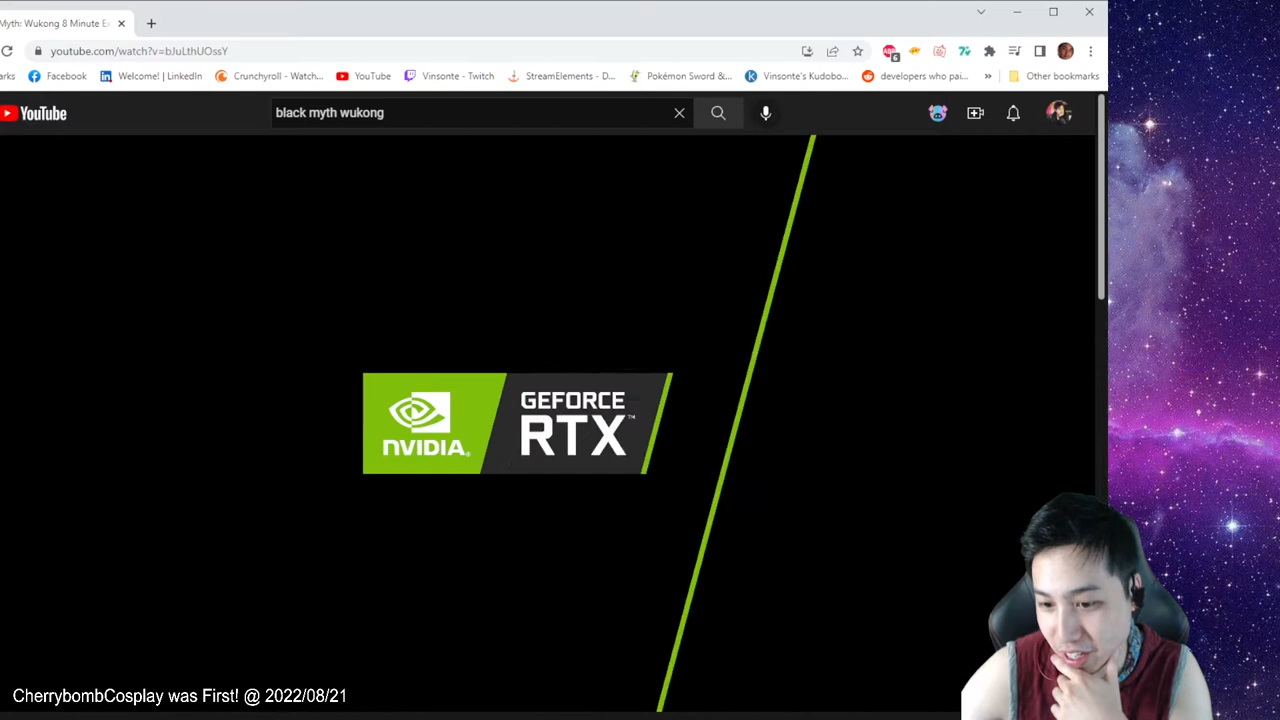 Myth: Wukong 8 Minute E
youtube.com/watch?v=bJuLthUOssY
rks
Facebook
Welcome! | LinkedIn
Crunchyroll - Watch...
YouTube
Vinsonte - Twitch
StreamElements - D...
Pokémon Sword &...
Vinsonte's Kudobo...
developers who pai...
»
Other bookmarks
YouTube
black myth wukong
NVIDIA®
GEFORCE
RTX™
CherrybombCosplay was First! @ 2022/08/21